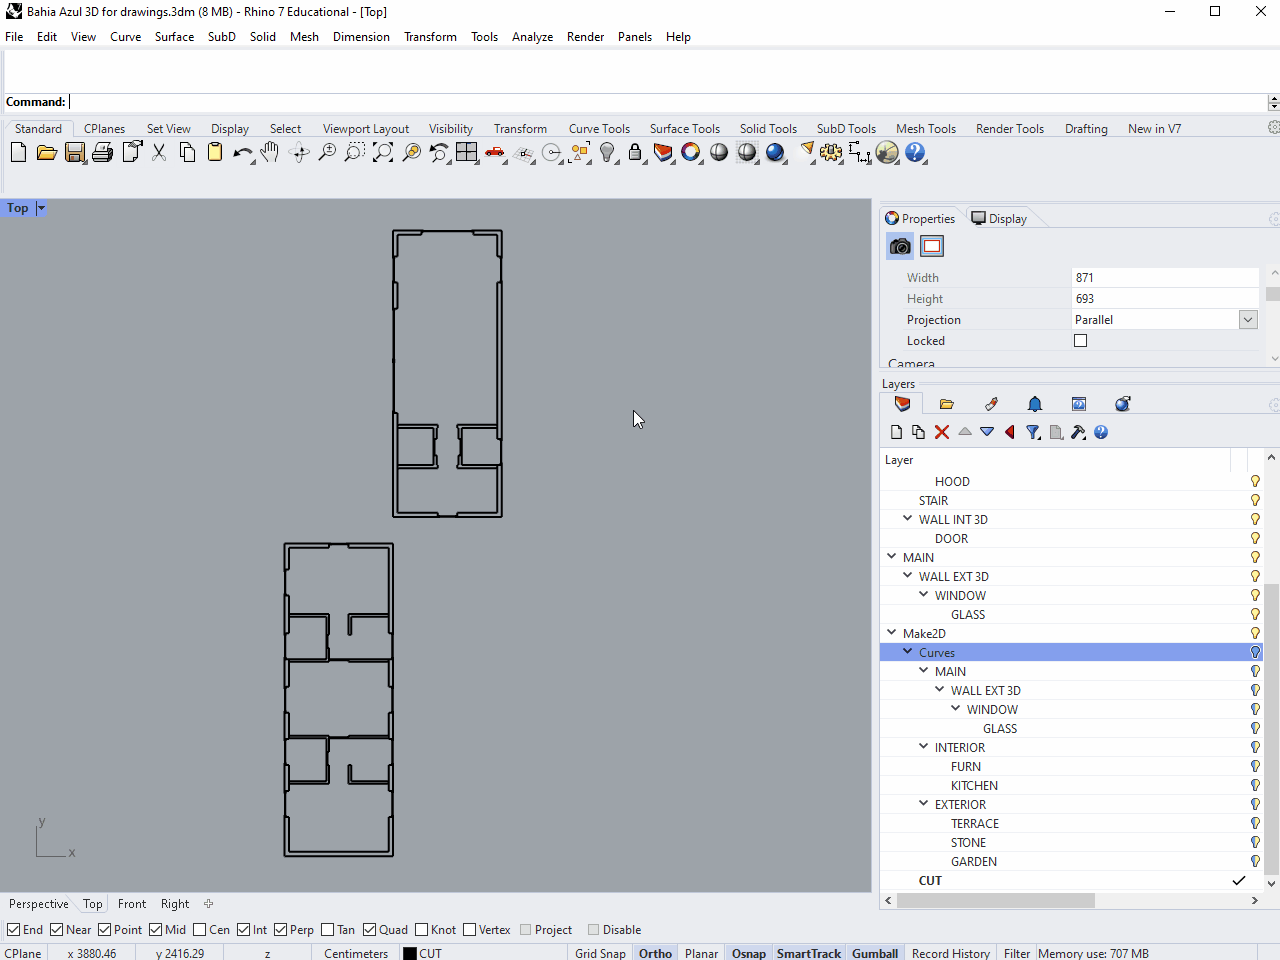 Bahia Azul 3D for drawings.3dm (8 MB) - Rhino 7 Educational - [Top]
File Edit View Curve Surface SubD Solid Mesh Dimension Transform Tools Analyze Render Panels Help
Command:
Standard CPlanes Set View Display Select Viewport Layout Visibility Transform Curve Tools Surface Tools Solid Tools SubD Tools Mesh Tools Render Tools Drafting New in V7
Top
Properties Display
Width 871
Height 693
Projection Parallel
Locked
Camera
Layers
Layer
HOOD
STAIR
WALL INT 3D
DOOR
MAIN
WALL EXT 3D
WINDOW
GLASS
Make2D
Curves
MAIN
WALL EXT 3D
WINDOW
GLASS
INTERIOR
FURN
KITCHEN
EXTERIOR
TERRACE
STONE
GARDEN
CUT
y
x
Perspective Top Front Right
End Near Point Mid Cen Int Perp Tan Quad Knot Vertex Project Disable
CPlane x 3880.46 y 2416.29 z Centimeters CUT Grid Snap Ortho Planar Osnap SmartTrack Gumball Record History Filter Memory use: 707 MB